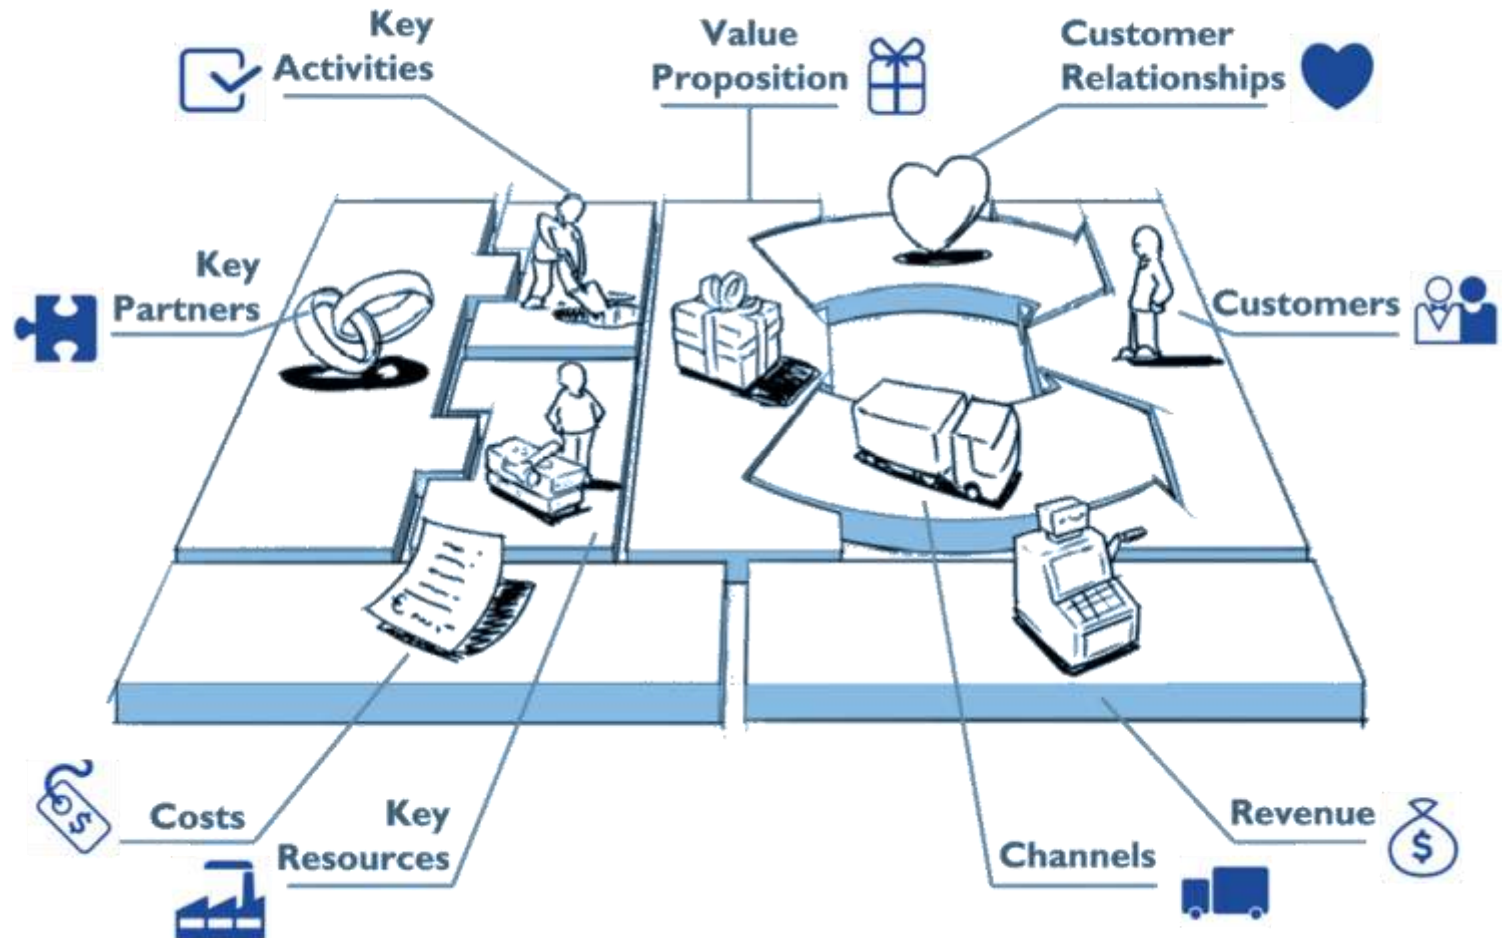 Key
Activities
Value
Proposition
Customer
Relationships
Key
Partners
Customers
Costs
$
Key
Resources
Channels
Revenue
$
€